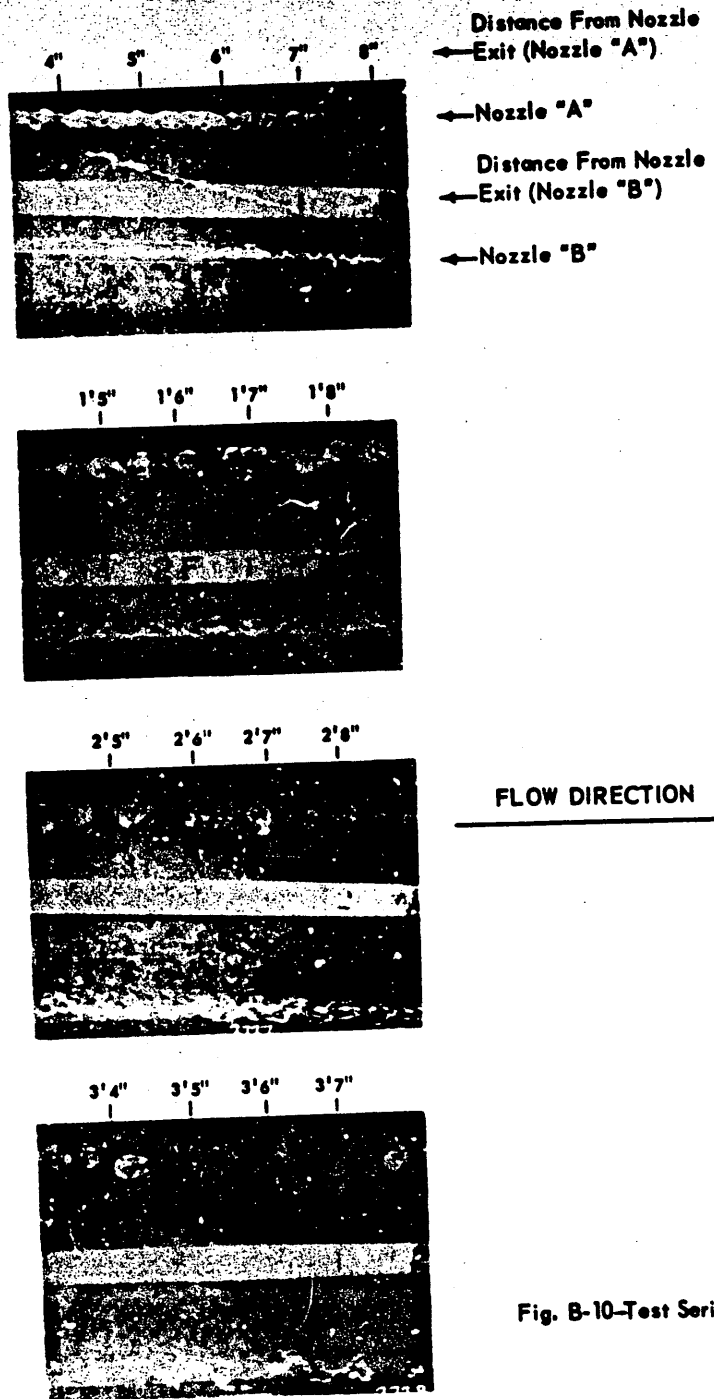 Distance From Nozzle
Exit (Nozzle "A")
4" 5" 6" 7" 8"
Nozzle "A"
Distance From Nozzle
Exit (Nozzle "B")
Nozzle "B"
1'5" 1'6" 1'7" 1'8"
2'5" 2'6" 2'7" 2'8"
FLOW DIRECTION
3'4" 3'5" 3'6" 3'7"
Fig. B-10-Test Seri